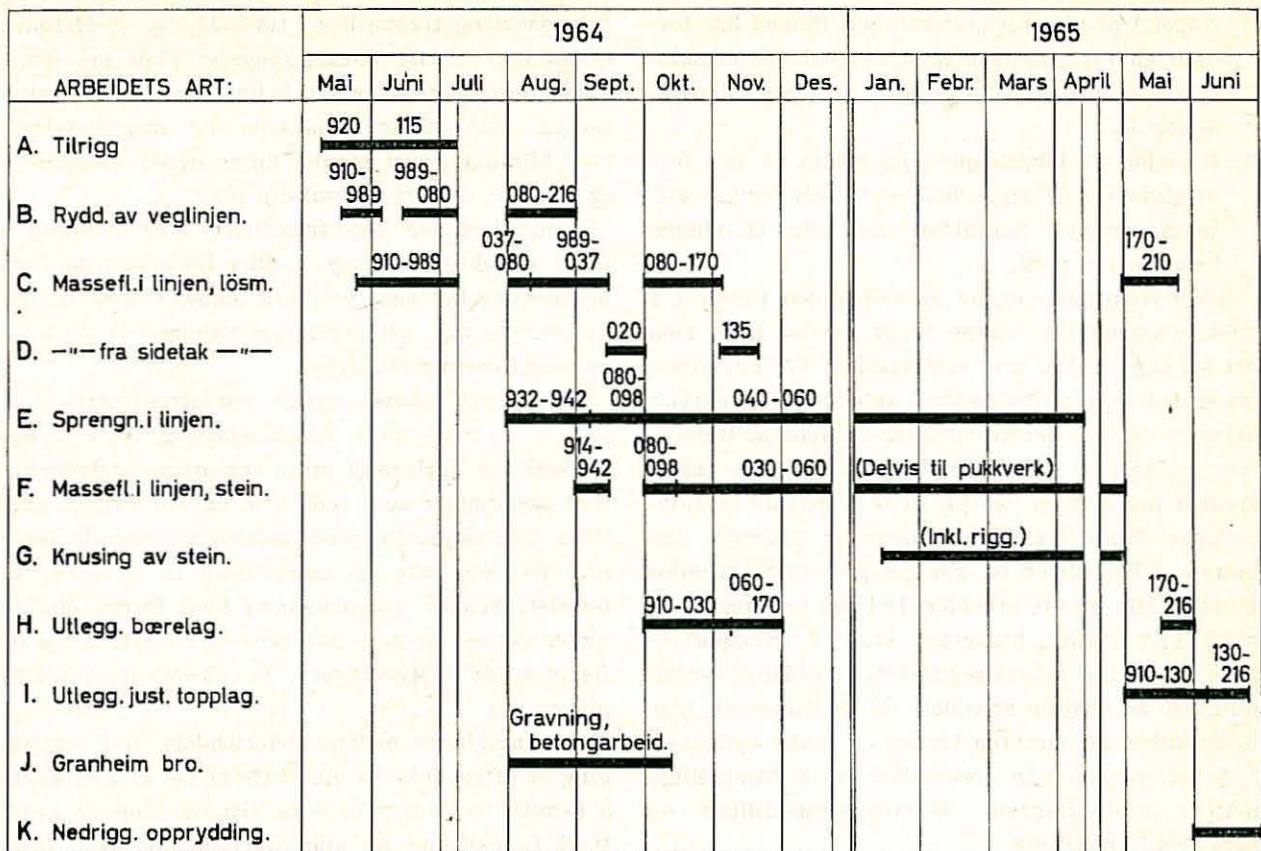 1964 1965
ARBEIDETS ART: Mai Juni Juli Aug. Sept. Okt. Nov. Des. Jan. Febr. Mars April Mai Juni
920 115
A. Tilrigg
910- 989-
989 080 080-216
B. Rydd. av veglinjen.
037- 989- 170-
910-989 080 037 080-170 210
C. Massefl.i linjen, lösm.
020 135
D. —"— fra sidetak —"—
080-
932-942 098 040-060
E. Sprengn. i linjen.
914- 080-
942 098 030-060 (Delvis til pukkverk)
F. Massefl. i linjen, stein.
(Inkl. rigg.)
G. Knusing av stein.
060- 170-
910-030 170 216
H. Utlegg. bærelag.
130-
910-130 216
I. Utlegg. just. topplag.
Gravning,
betongarbeid.
J. Granheim bro.
K. Nedrigg. opprydding.